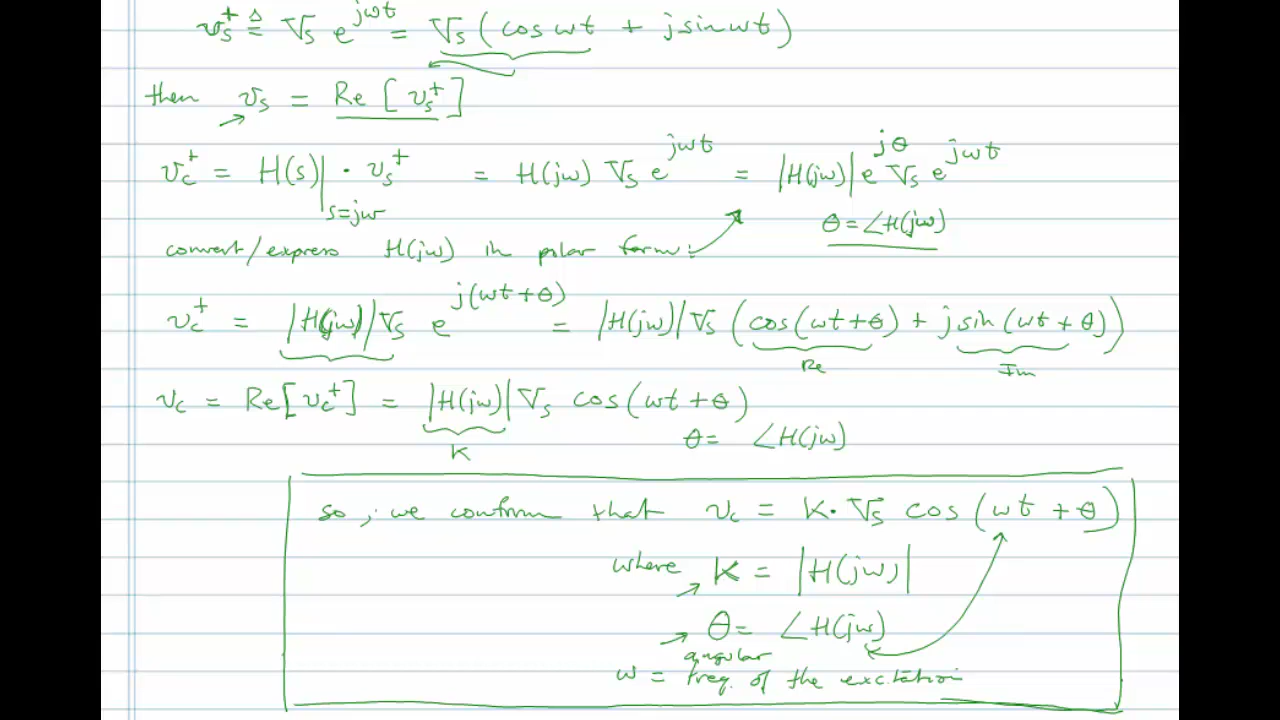 v_s^+ ≜ V_s e^{jωt} = V_s (cos ωt + j sin ωt)
then v_s = Re [v_s^+]
v_c^+ = H(s)|_{s=jω} · v_s^+ = H(jω) V_s e^{jωt} = |H(jω)| e^{jθ} V_s e^{jωt}
θ = ∠H(jω)
convert/express H(jω) in polar form:
v_c^+ = |H(jω)| V_s e^{j(ωt+θ)} = |H(jω)| V_s (cos(ωt+θ) + j sin(ωt+θ))
Re Im
v_c = Re[v_c^+] = |H(jω)| V_s cos(ωt+θ)
K θ = ∠H(jω)
so, we conform that v_c = K· V_s cos (ωt + θ)
where K = |H(jω)|
θ = ∠H(jω)
angular
ω = freq. of the excitation